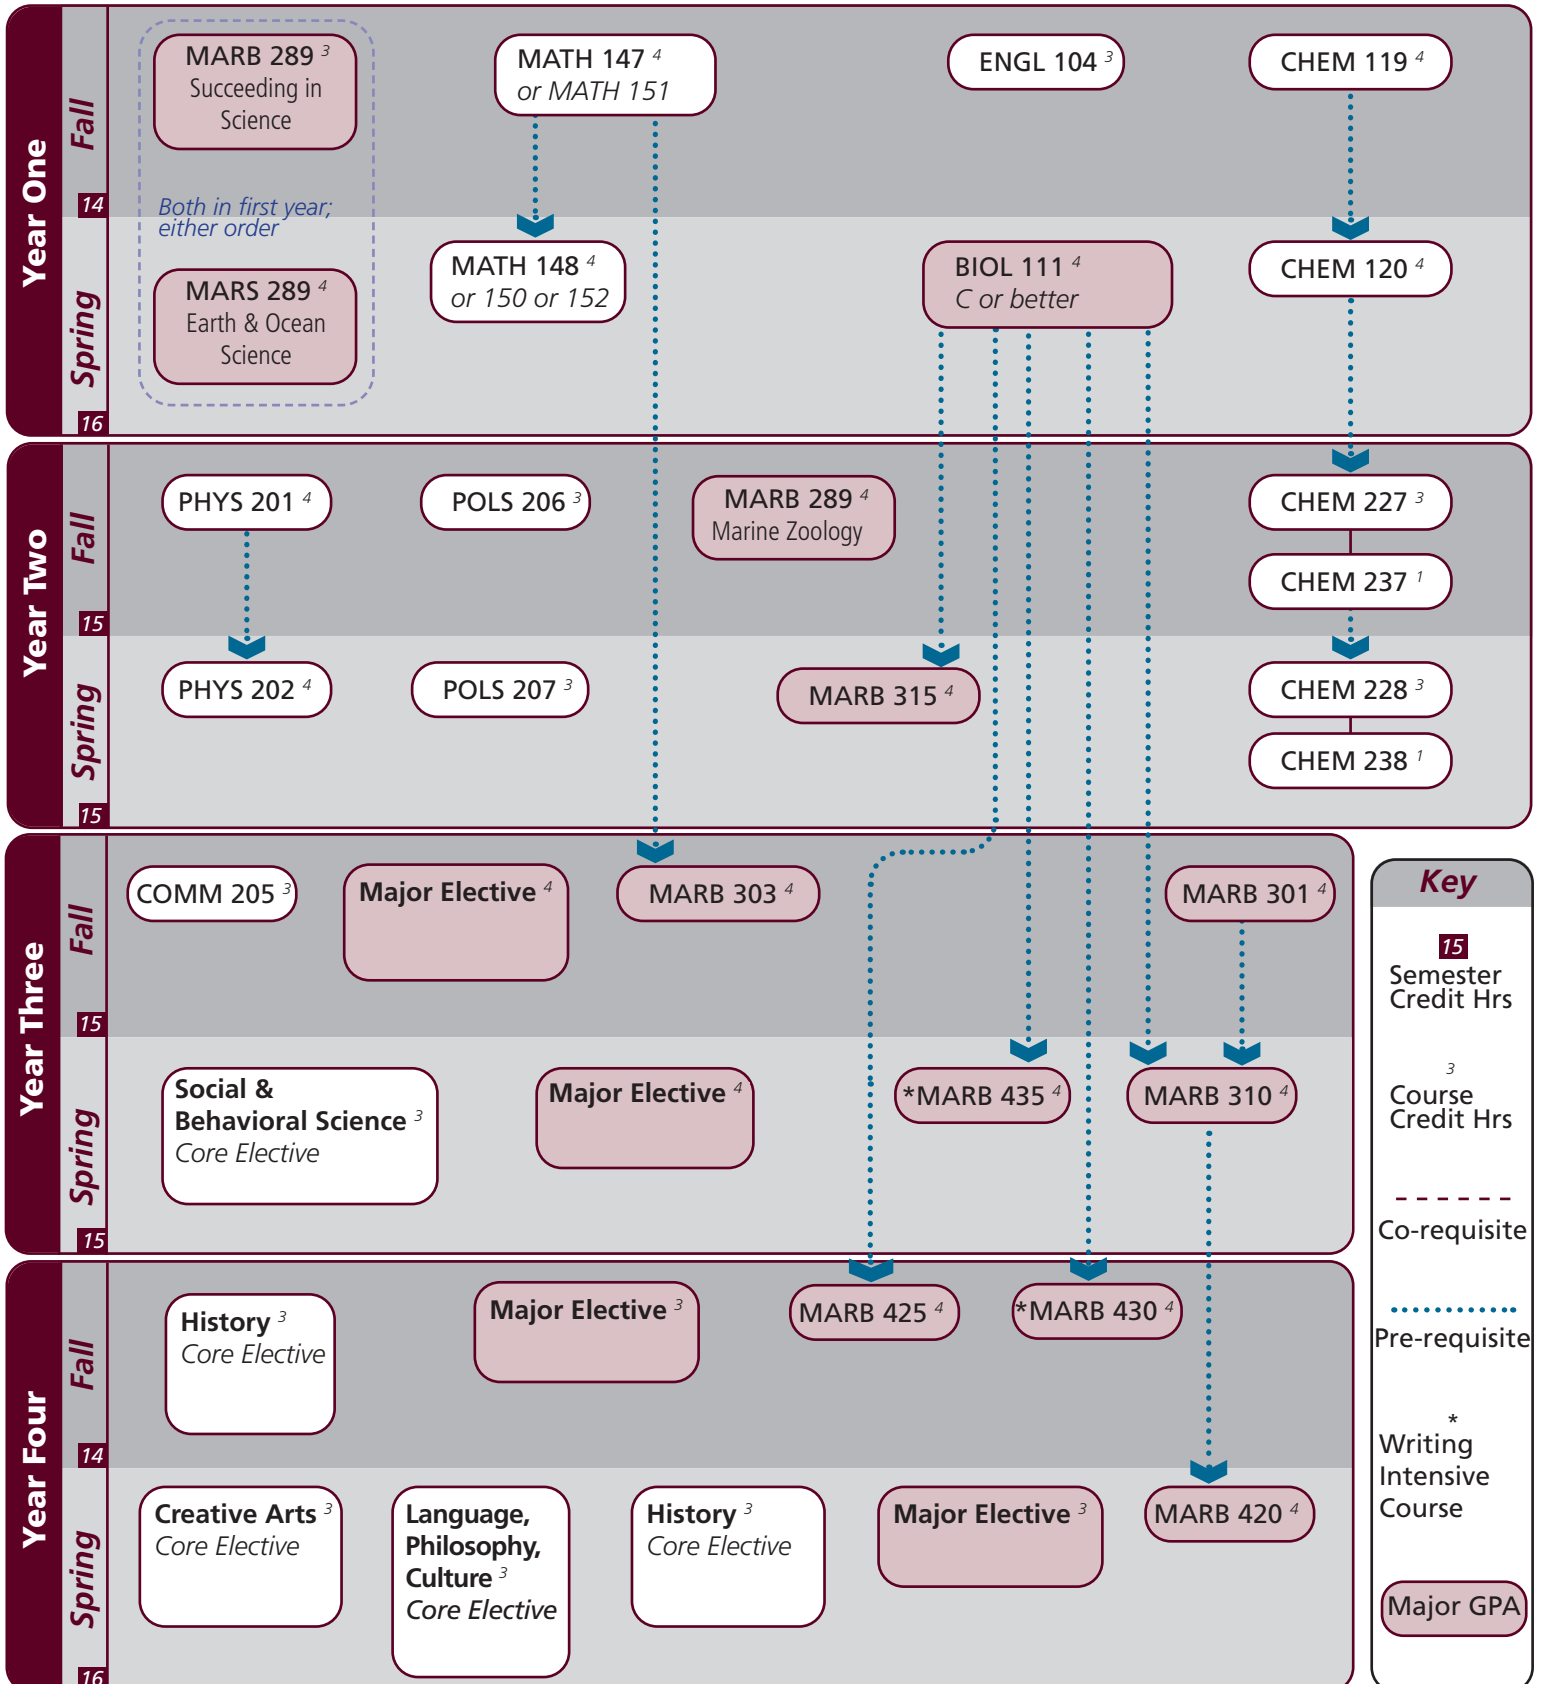 Year One
Fall
14
MARB 289 3
Succeeding in
Science
MATH 147 4
or MATH 151
ENGL 104 3
CHEM 119 4
Both in first year;
either order
Spring
16
MARS 289 4
Earth & Ocean
Science
MATH 148 4
or 150 or 152
BIOL 111 4
C or better
CHEM 120 4
Year Two
Fall
15
PHYS 201 4
POLS 206 3
MARB 289 4
Marine Zoology
CHEM 227 3
CHEM 237 1
Spring
15
PHYS 202 4
POLS 207 3
MARB 315 4
CHEM 228 3
CHEM 238 1
Year Three
Fall
15
COMM 205 3
Major Elective 4
MARB 303 4
MARB 301 4
Spring
15
Social &
Behavioral Science 3
Core Elective
Major Elective 4
*MARB 435 4
MARB 310 4
Year Four
Fall
14
History 3
Core Elective
Major Elective 3
MARB 425 4
*MARB 430 4
Spring
16
Creative Arts 3
Core Elective
Language,
Philosophy,
Culture 3
Core Elective
History 3
Core Elective
Major Elective 3
MARB 420 4
Key
15
Semester
Credit Hrs
3
Course
Credit Hrs
Co-requisite
Pre-requisite
*
Writing
Intensive
Course
Major GPA